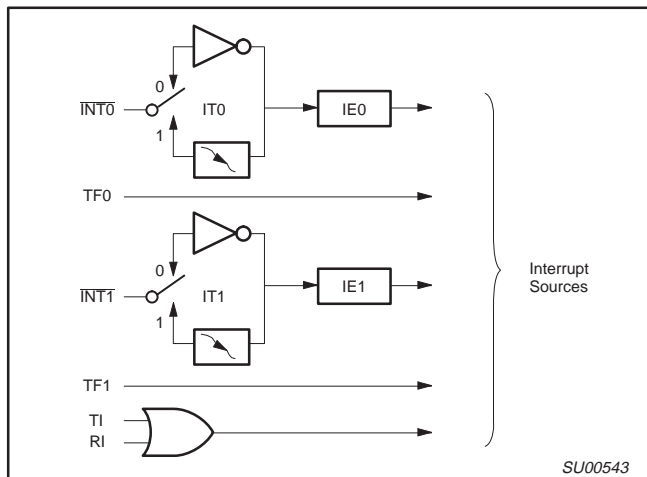 0
INT0
IT0
IE0
1
TF0
0
INT1
IT1
IE1
1
Interrupt
Sources
TF1
TI
RI
SU00543